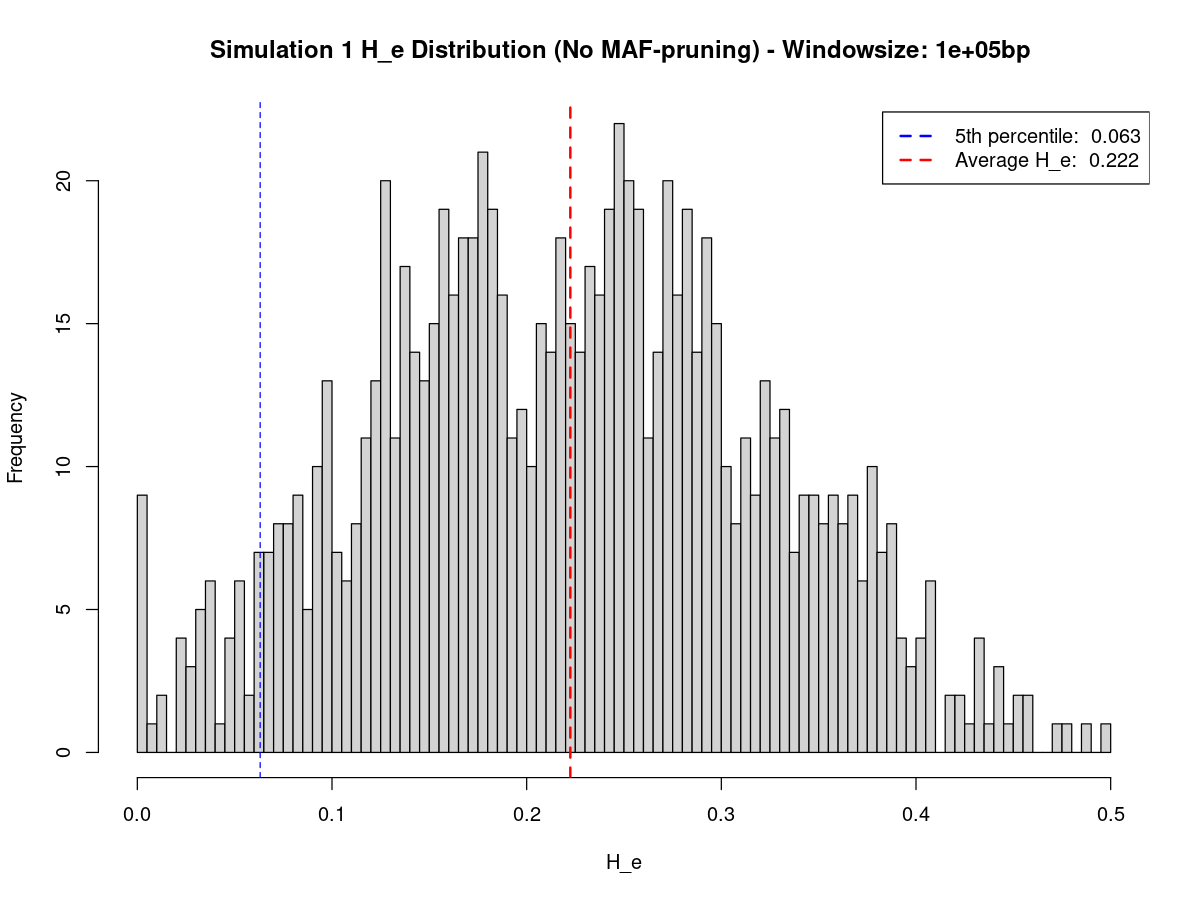 Simulation 1 H_e Distribution (No MAF-pruning) - Windowsize: 1e+05bp
5th percentile: 0.063
Average H_e: 0.222
Frequency
20
15
10
5
0
0.0 0.1 0.2 0.3 0.4 0.5
H_e